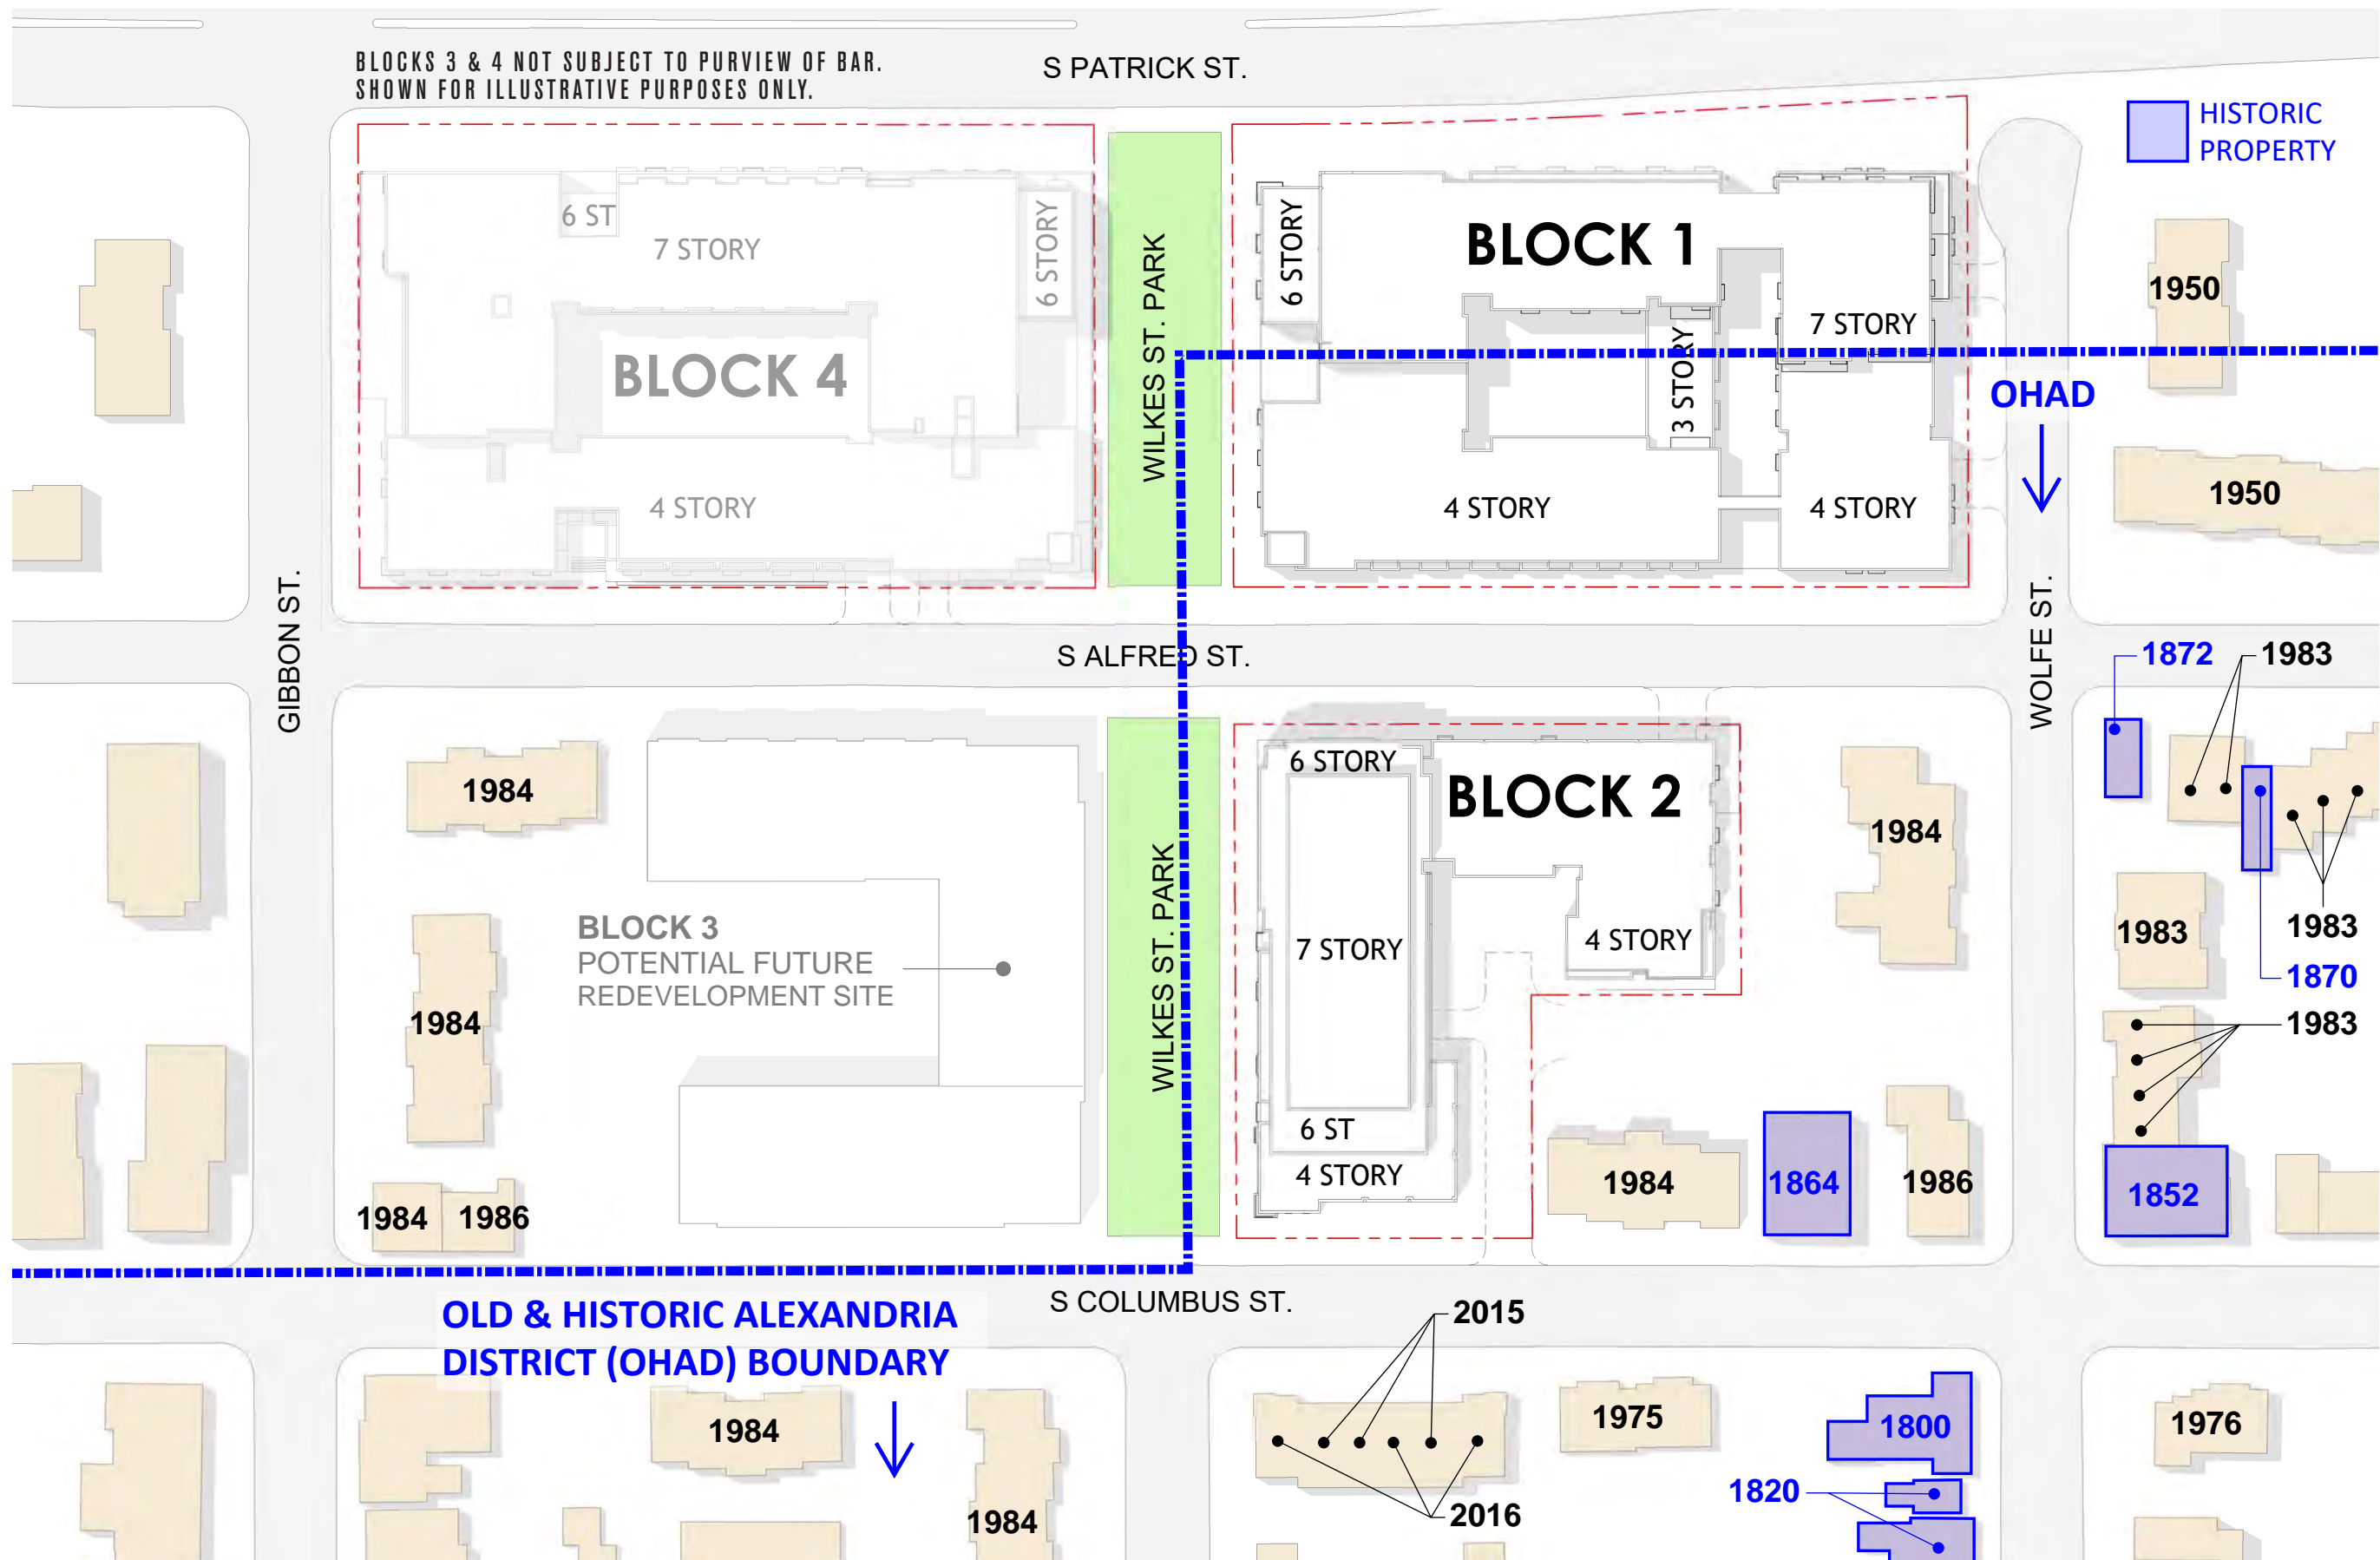 BLOCKS 3 & 4 NOT SUBJECT TO PURVIEW OF BAR.
SHOWN FOR ILLUSTRATIVE PURPOSES ONLY.
S PATRICK ST.
HISTORIC
PROPERTY
6 ST
7 STORY
6 STORY
BLOCK 4
4 STORY
WILKES ST. PARK
6 STORY
BLOCK 1
7 STORY
3 STORY
4 STORY
4 STORY
1950
OHAD
1950
GIBBON ST.
S ALFRED ST.
WOLFE ST.
1872
1983
1984
BLOCK 3
POTENTIAL FUTURE
REDEVELOPMENT SITE
1984
1984
1986
WILKES ST. PARK
6 STORY
BLOCK 2
7 STORY
4 STORY
6 ST
4 STORY
1984
1984
1864
1986
1983
1983
1870
1983
1852
OLD & HISTORIC ALEXANDRIA
DISTRICT (OHAD) BOUNDARY
S COLUMBUS ST.
2015
1984
1984
2016
1975
1800
1820
1976